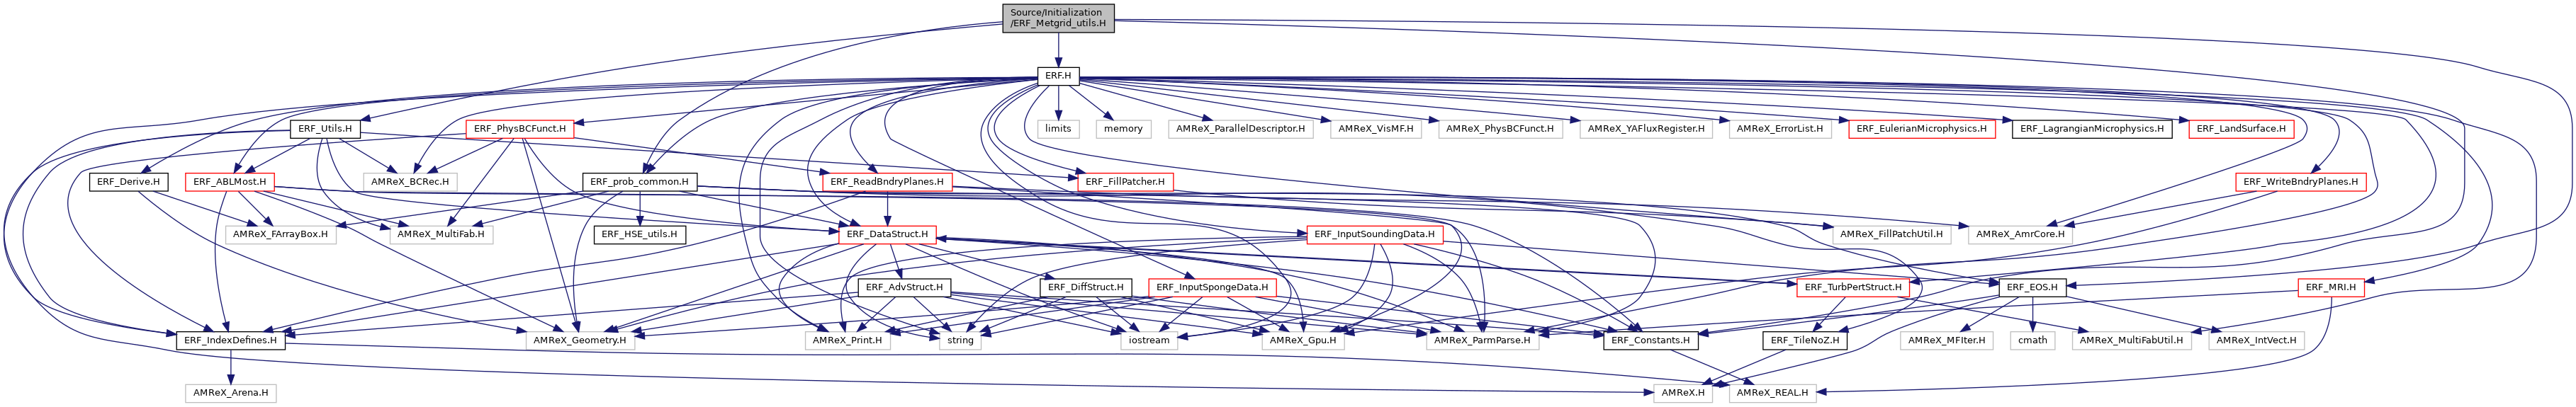 Source/Initialization
/ERF_Metgrid_utils.H
ERF.H
ERF_Utils.H
ERF_PhysBCFunct.H
limits
memory
AMReX_ParallelDescriptor.H
AMReX_VisMF.H
AMReX_PhysBCFunct.H
AMReX_YAFluxRegister.H
AMReX_ErrorList.H
ERF_EulerianMicrophysics.H
ERF_LagrangianMicrophysics.H
ERF_LandSurface.H
ERF_Derive.H
ERF_ABLMost.H
AMReX_BCRec.H
ERF_prob_common.H
ERF_ReadBndryPlanes.H
ERF_FillPatcher.H
ERF_WriteBndryPlanes.H
AMReX_FArrayBox.H
AMReX_MultiFab.H
ERF_HSE_utils.H
ERF_DataStruct.H
ERF_InputSoundingData.H
AMReX_FillPatchUtil.H
AMReX_AmrCore.H
ERF_AdvStruct.H
ERF_DiffStruct.H
ERF_InputSpongeData.H
ERF_TurbPertStruct.H
ERF_EOS.H
ERF_MRI.H
ERF_IndexDefines.H
AMReX_Geometry.H
AMReX_Print.H
string
iostream
AMReX_Gpu.H
AMReX_ParmParse.H
ERF_Constants.H
ERF_TileNoZ.H
AMReX_MFIter.H
cmath
AMReX_MultiFabUtil.H
AMReX_IntVect.H
AMReX_Arena.H
AMReX.H
AMReX_REAL.H